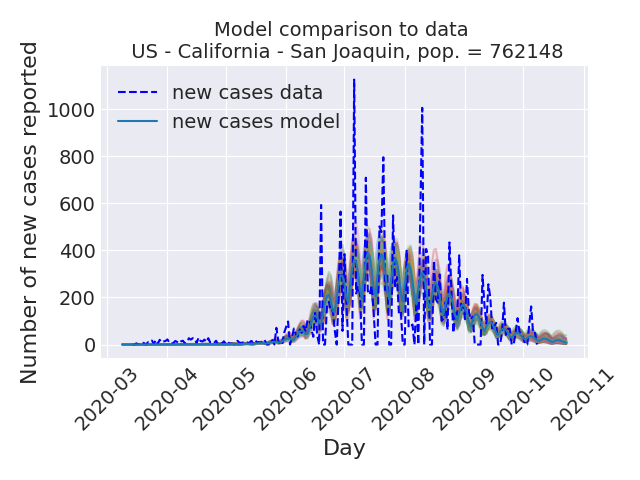 Model comparison to data
US - California - San Joaquin, pop. = 762148
Number of new cases reported
new cases data
new cases model
1000
800
600
400
200
0
2020-03
2020-04
2020-05
2020-06
2020-07
2020-08
2020-09
2020-10
2020-11
Day